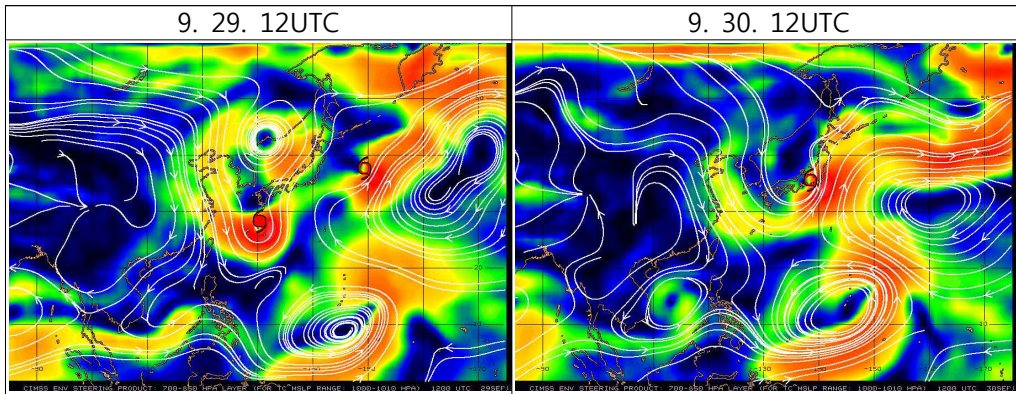 9. 29. 12UTC
9. 30. 12UTC
CIMSS ENV STEERING PRODUCT: 700-850 HPA LAYER (FOR TC MSLP RANGE: 1000-1010 HPA) 1200 UTC 29SEP
CIMSS ENV STEERING PRODUCT: 700-850 HPA LAYER (FOR TC MSLP RANGE: 1000-1010 HPA) 1200 UTC 30SEP